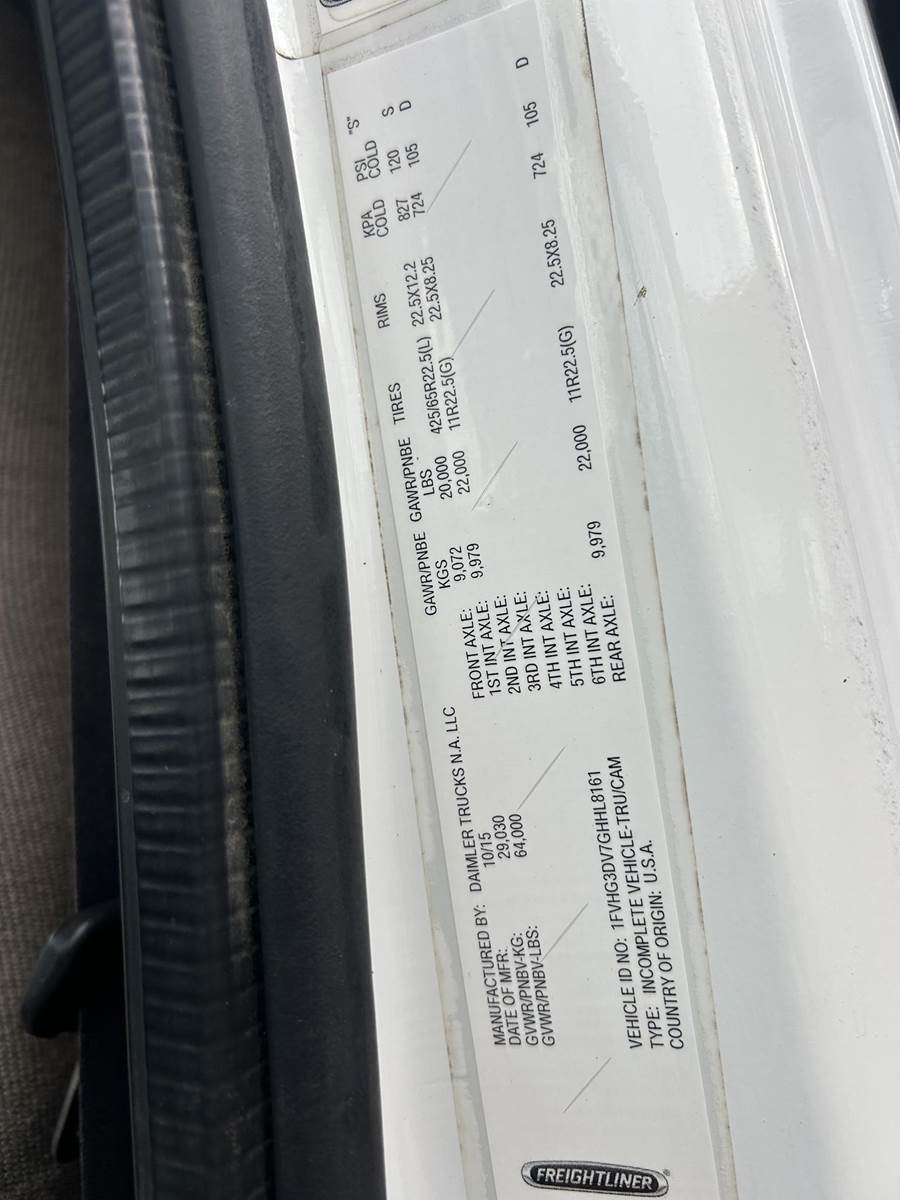 FREIGHTLINER®
MANUFACTURED BY: DAIMLER TRUCKS N.A. LLC
DATE OF MFR: 10/15
GVWR/PNBV-KG: 29,030
GVWR/PNBV-LBS: 64,000
VEHICLE ID NO: 1FVHG3DV7GHHL8161
TYPE: INCOMPLETE VEHICLE-TRU/CAM
COUNTRY OF ORIGIN: U.S.A.
GAWR/PNBE GAWR/PNBE TIRES RIMS KPA PSI "S"
KGS LBS COLD COLD
FRONT AXLE: 9,072 20,000 425/65R22.5(L) 22.5X12.2 827 120 S
1ST INT AXLE: 9,979 22,000 11R22.5(G) 22.5X8.25 724 105 D
2ND INT AXLE:
3RD INT AXLE:
4TH INT AXLE:
5TH INT AXLE:
6TH INT AXLE:
REAR AXLE: 9,979 22,000 11R22.5(G) 22.5X8.25 724 105 D